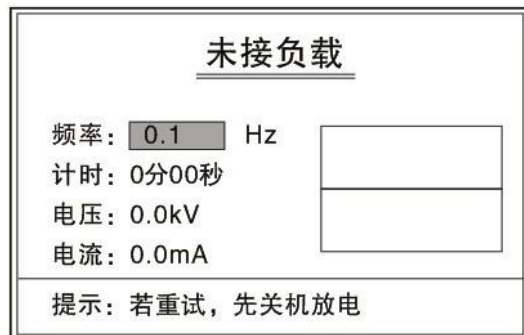 未接负载
频率：0.1 Hz
计时：0分00秒
电压：0.0kV
电流：0.0mA
提示：若重试，先关机放电